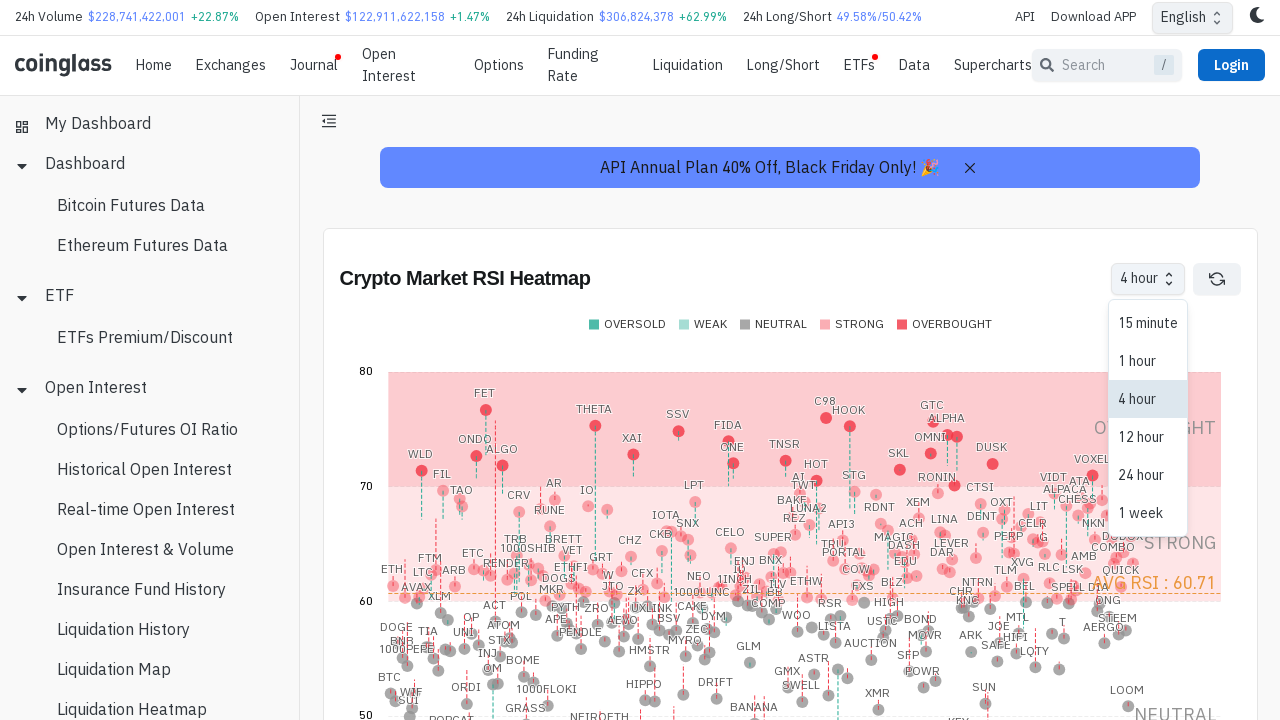 24h Volume $228,741,422,001 +22.87% Open Interest $122,911,622,158 +1.47% 24h Liquidation $306,824,378 +62.99% 24h Long/Short 49.58%/50.42% API Download APP English
coinglass Home Exchanges Journal Open Interest Options Funding Rate Liquidation Long/Short ETFs Data Supercharts Search / Login
My Dashboard
Dashboard
Bitcoin Futures Data
Ethereum Futures Data
ETF
ETFs Premium/Discount
Open Interest
Options/Futures OI Ratio
Historical Open Interest
Real-time Open Interest
Open Interest & Volume
Insurance Fund History
Liquidation History
Liquidation Map
Liquidation Heatmap
API Annual Plan 40% Off, Black Friday Only! 🎉
Crypto Market RSI Heatmap
4 hour
15 minute
1 hour
4 hour
12 hour
24 hour
1 week
OVERSOLD WEAK NEUTRAL STRONG OVERBOUGHT
80
FET
C98
GTC
THETA
HOOK
SSV
ALPHA
FIDA
XAI
ONDO
OMNI
ALGO
ONE
TNSR
DUSK
WLD
SKL
VOXEL
HOT
FIL
STG
RONIN
VIDT
ATA
70
TAO
CRV
AR
IO
LPT
TWT
CTSI
ALPACA
CHESS
BAKE
LUNA2
RDNT
XEM
OXT
LIT
RUNE
IOTA
SNX
REZ
API3
ACH
LINA
DENT
CELR
NKN
TRB
BRETT
CHZ
CKB
CELO
SUPER
TRU
MAGIC
DASH
LEVER
PERP
COMBO
STRONG
1000SHIB
VET
PORTAL
DAR
AMB
FTM
ETC
RENDER
GRT
ENJ
BNX
EDU
XVG
ETH
LTC
ARB
CFX
NEO
1INCH
COW
TLM
RLC
LSK
QUICK
AVG RSI : 60.71
AVAX
XLM
POL
MKR
JTO
ZK
1000LUNC
ZIL
ETHW
FXS
BLZ
NTRN
CHR
BEL
SPELL
DIA
60
ACT
PYTH
ZRO
CAKE
COMP
RSR
HIGH
KNC
ONG
DOGE
TIA
OP
UNI
ATOM
APE
PENDLE
AEVO
BSV
ZEC
DYM
WOO
LISTA
USTC
BOND
MOVR
ARK
JOE
MTL
HIFI
T
STEEM
AERGO
BNB
1000PEPE
STX
INJ
BOME
HMSTR
MYRO
GLM
ASTR
AUCTION
SFP
SAFE
LQTY
BTC
WIF
SUI
ORDI
OM
1000FLOKI
HIPPO
DRIFT
GMX
SWELL
POWR
XMR
SUN
LOOM
GRASS
BANANA
50
NEUTRAL